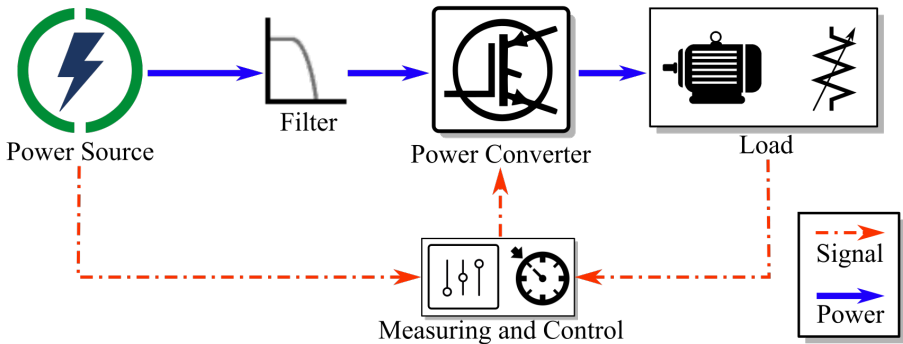 Power Source
Filter
Power Converter
Load
Measuring and Control
Signal
Power